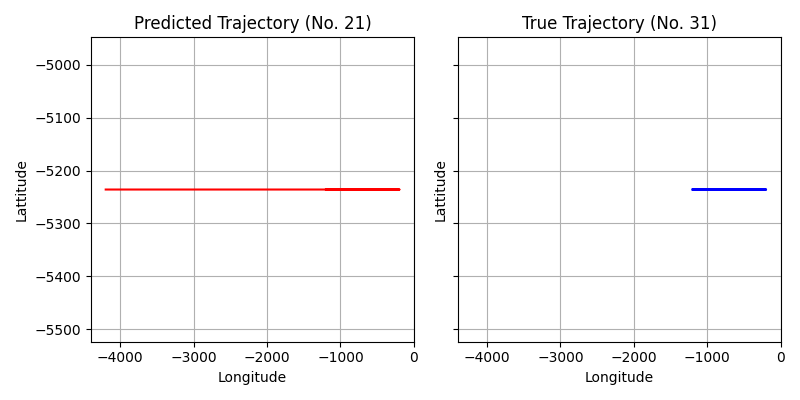 Predicted Trajectory (No. 21)
−5000
−5100
−5200
−5300
−5400
−5500
Lattitude
−4000 −3000 −2000 −1000 0
Longitude
True Trajectory (No. 31)
Lattitude
−4000 −3000 −2000 −1000 0
Longitude